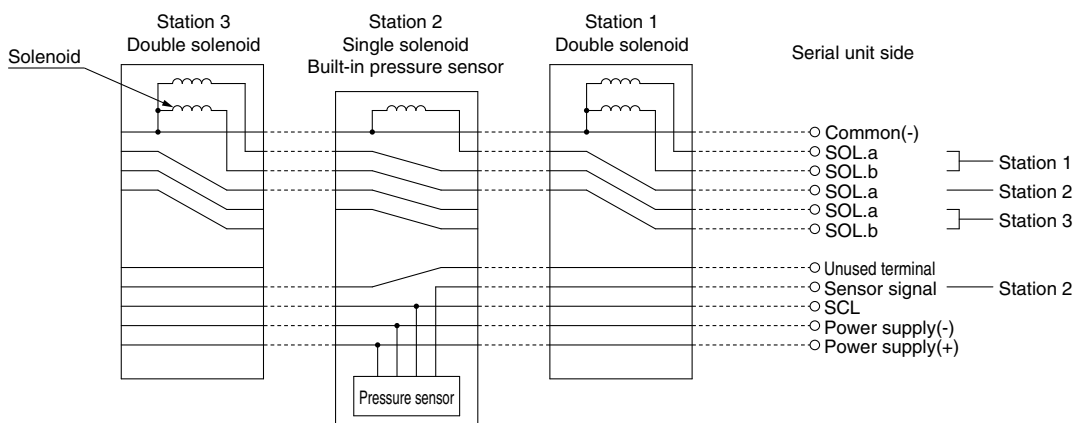 Station 3
Double solenoid
Station 2
Single solenoid
Built-in pressure sensor
Station 1
Double solenoid
Serial unit side
Solenoid
Common(-)
SOL.a
SOL.b
Station 1
SOL.a
Station 2
SOL.a
SOL.b
Station 3
Unused terminal
Sensor signal
Station 2
SCL
Power supply(-)
Power supply(+)
Pressure sensor